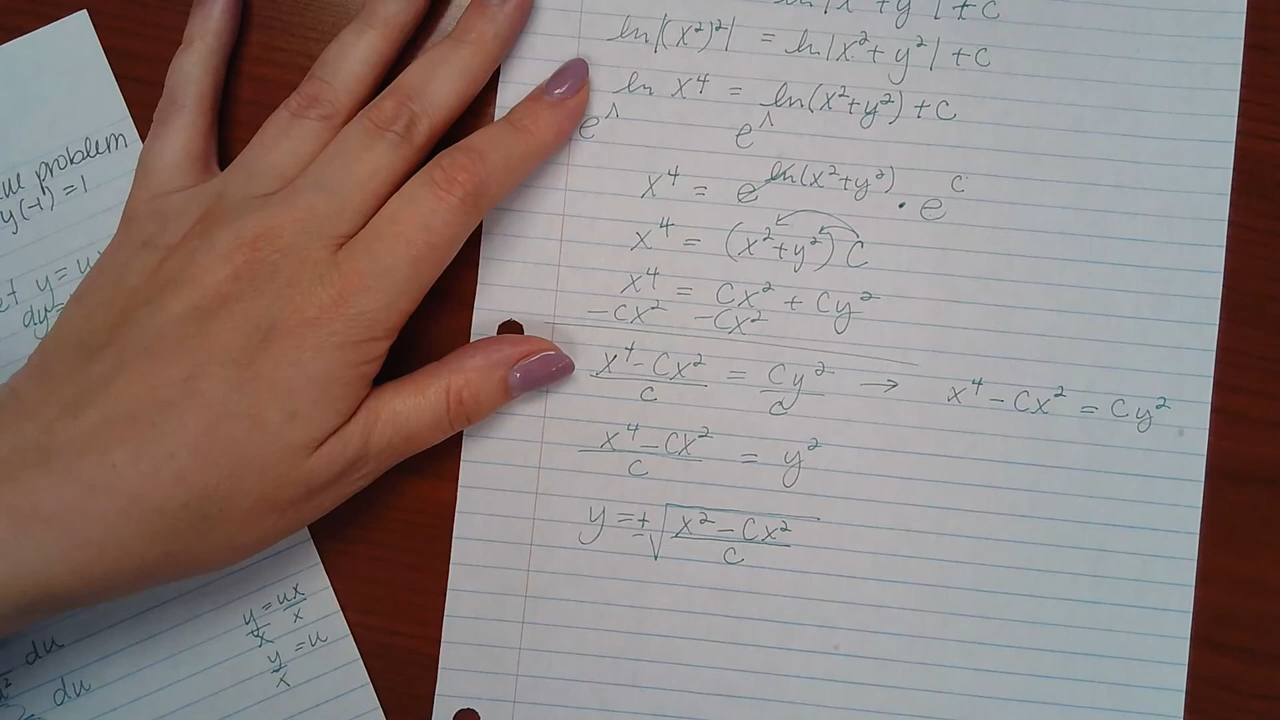 problem
y(-1) = 1
y = u
dy =
du
du
y/x = ux/x
y/x = u
+ C
ln|(x²)²| = ln|x²+y²| + C
ln x⁴ = ln(x²+y²) + C
e^ e^
x⁴ = e^ln(x²+y²) · e^C
x⁴ = (x²+y²) C
x⁴ = Cx² + Cy²
-Cx² -Cx²
(x⁴-Cx²)/C = Cy²/C → x⁴ - Cx² = Cy²
(x⁴-Cx²)/C = y²
y = ±√((x²-Cx²)/C)